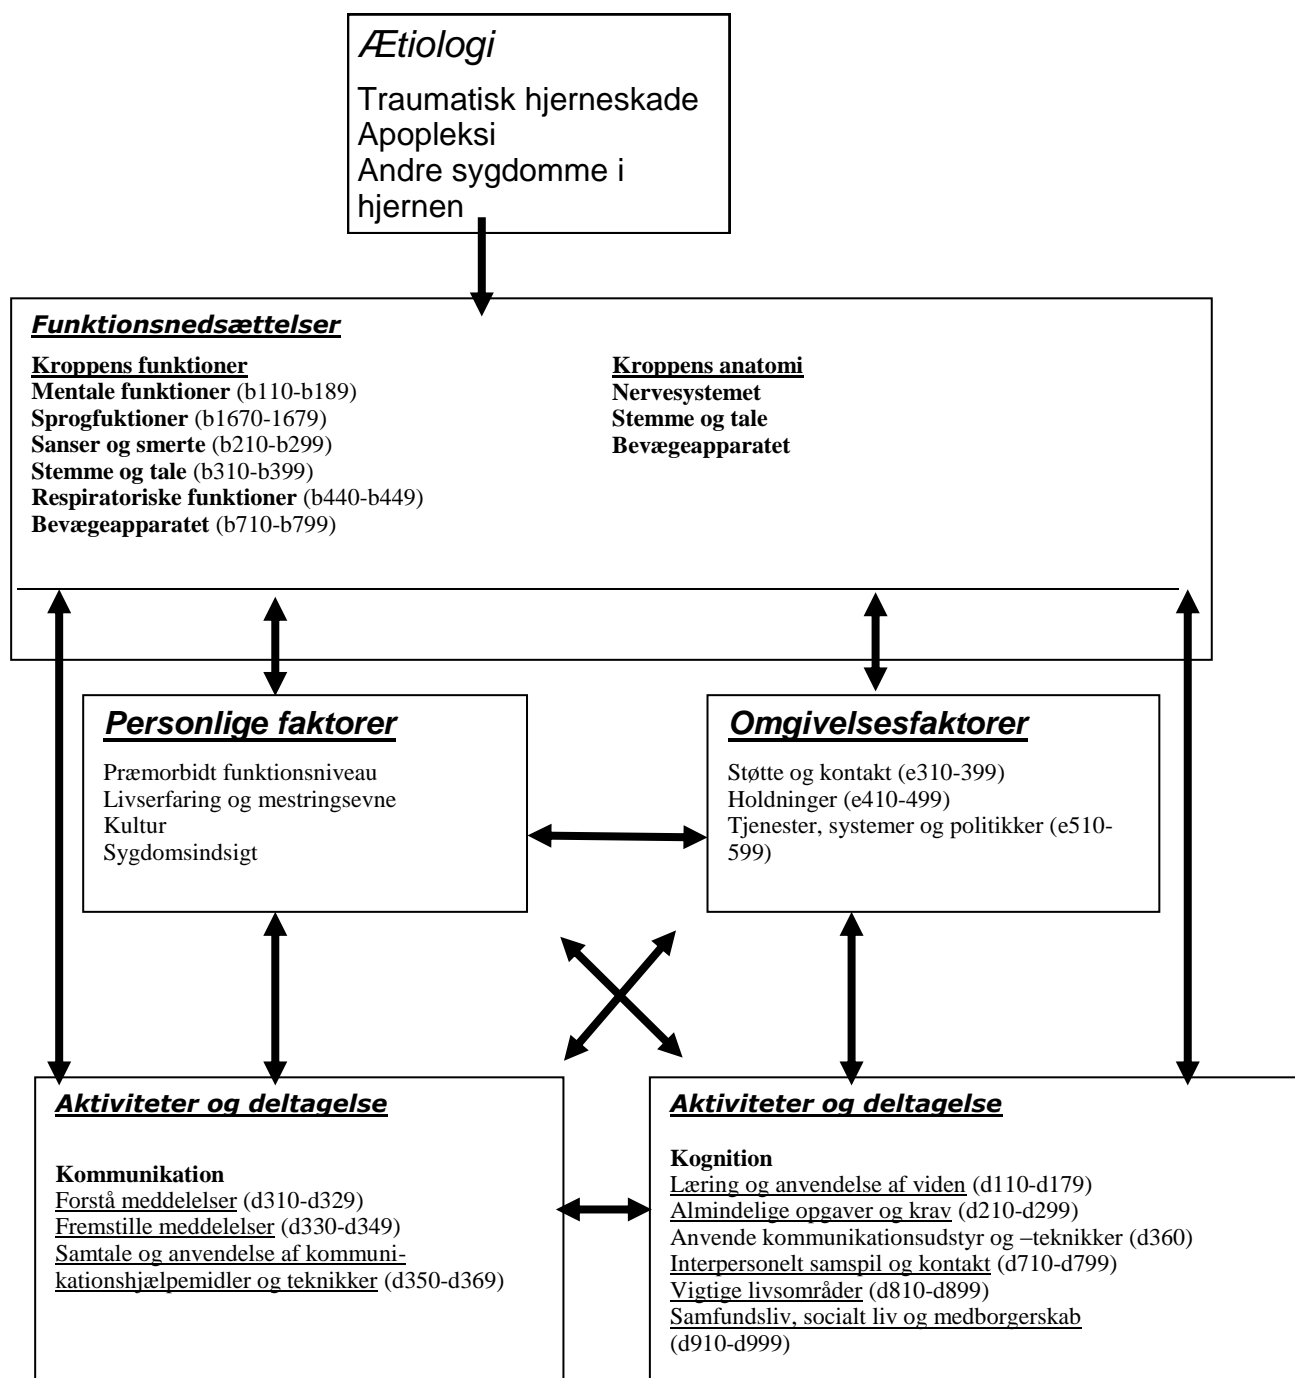 Ætiologi
Traumatisk hjerneskade
Apopleksi
Andre sygdomme i
hjernen
Funktionsnedsættelser
Kroppens funktioner
Mentale funktioner (b110-b189)
Sprogfuktioner (b1670-1679)
Sanser og smerte (b210-b299)
Stemme og tale (b310-b399)
Respiratoriske funktioner (b440-b449)
Bevægeapparatet (b710-b799)
Kroppens anatomi
Nervesystemet
Stemme og tale
Bevægeapparatet
Personlige faktorer
Præmorbidt funktionsniveau
Livserfaring og mestringsevne
Kultur
Sygdomsindsigt
Omgivelsesfaktorer
Støtte og kontakt (e310-399)
Holdninger (e410-499)
Tjenester, systemer og politikker (e510-
599)
Aktiviteter og deltagelse
Kommunikation
Forstå meddelelser (d310-d329)
Fremstille meddelelser (d330-d349)
Samtale og anvendelse af kommuni-
kationshjælpemidler og teknikker (d350-d369)
Aktiviteter og deltagelse
Kognition
Læring og anvendelse af viden (d110-d179)
Almindelige opgaver og krav (d210-d299)
Anvende kommunikationsudstyr og –teknikker (d360)
Interpersonelt samspil og kontakt (d710-d799)
Vigtige livsområder (d810-d899)
Samfundsliv, socialt liv og medborgerskab
(d910-d999)